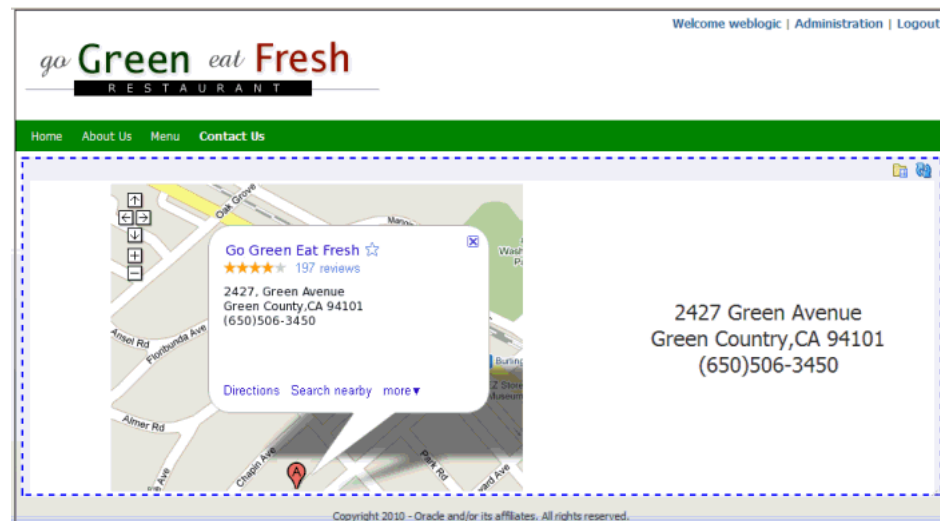 Welcome weblogic | Administration | Logout
go Green eat Fresh
RESTAURANT
Home About Us Menu Contact Us
Oak Grove
Go Green Eat Fresh
197 reviews
2427, Green Avenue
Green County,CA 94101
(650)506-3450
Directions Search nearby more▼
Ansel Rd
Floribunda Ave
Almer Rd
Chapin Ave
Park Rd
A
2427 Green Avenue
Green Country,CA 94101
(650)506-3450
Copyright 2010 - Oracle and/or its affiliates. All rights reserved.